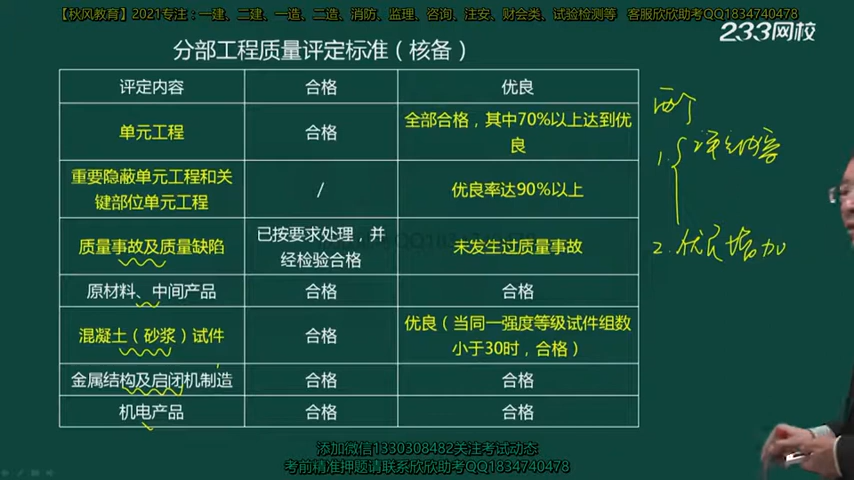 【秋风教育】2021专注：一建、二建、一造、二造、消防、监理、咨询、注安、财会类、试验检测等 客服欣欣助考QQ1834740478
233网校
分部工程质量评定标准（核备）
评定内容 合格 优良
单元工程 合格 全部合格，其中70%以上达到优
良
重要隐蔽单元工程和关
键部位单元工程 / 优良率达90%以上
质量事故及质量缺陷 已按要求处理，并
经检验合格 未发生过质量事故
原材料、中间产品 合格 合格
混凝土（砂浆）试件 合格 优良（当同一强度等级试件组数
小于30时，合格）
金属结构及启闭机制造 合格 合格
机电产品 合格 合格
两个
1.
2. 优良增加
添加微信1330308482关注考试动态
考前精准押题请联系欣欣助考QQ1834740478